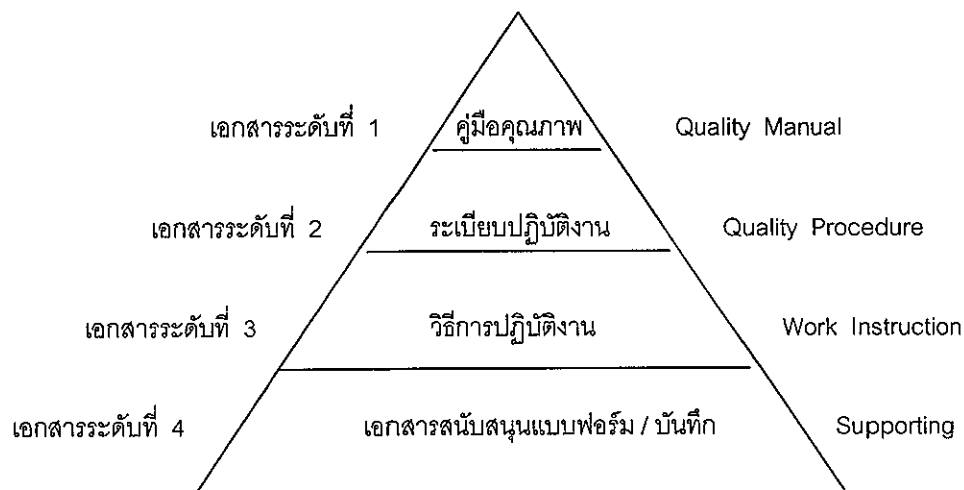 เอกสารระดับที่ 1 คู่มือคุณภาพ Quality Manual
เอกสารระดับที่ 2 ระเบียบปฏิบัติงาน Quality Procedure
เอกสารระดับที่ 3 วิธีการปฏิบัติงาน Work Instruction
เอกสารระดับที่ 4 เอกสารสนับสนุนแบบฟอร์ม / บันทึก Supporting